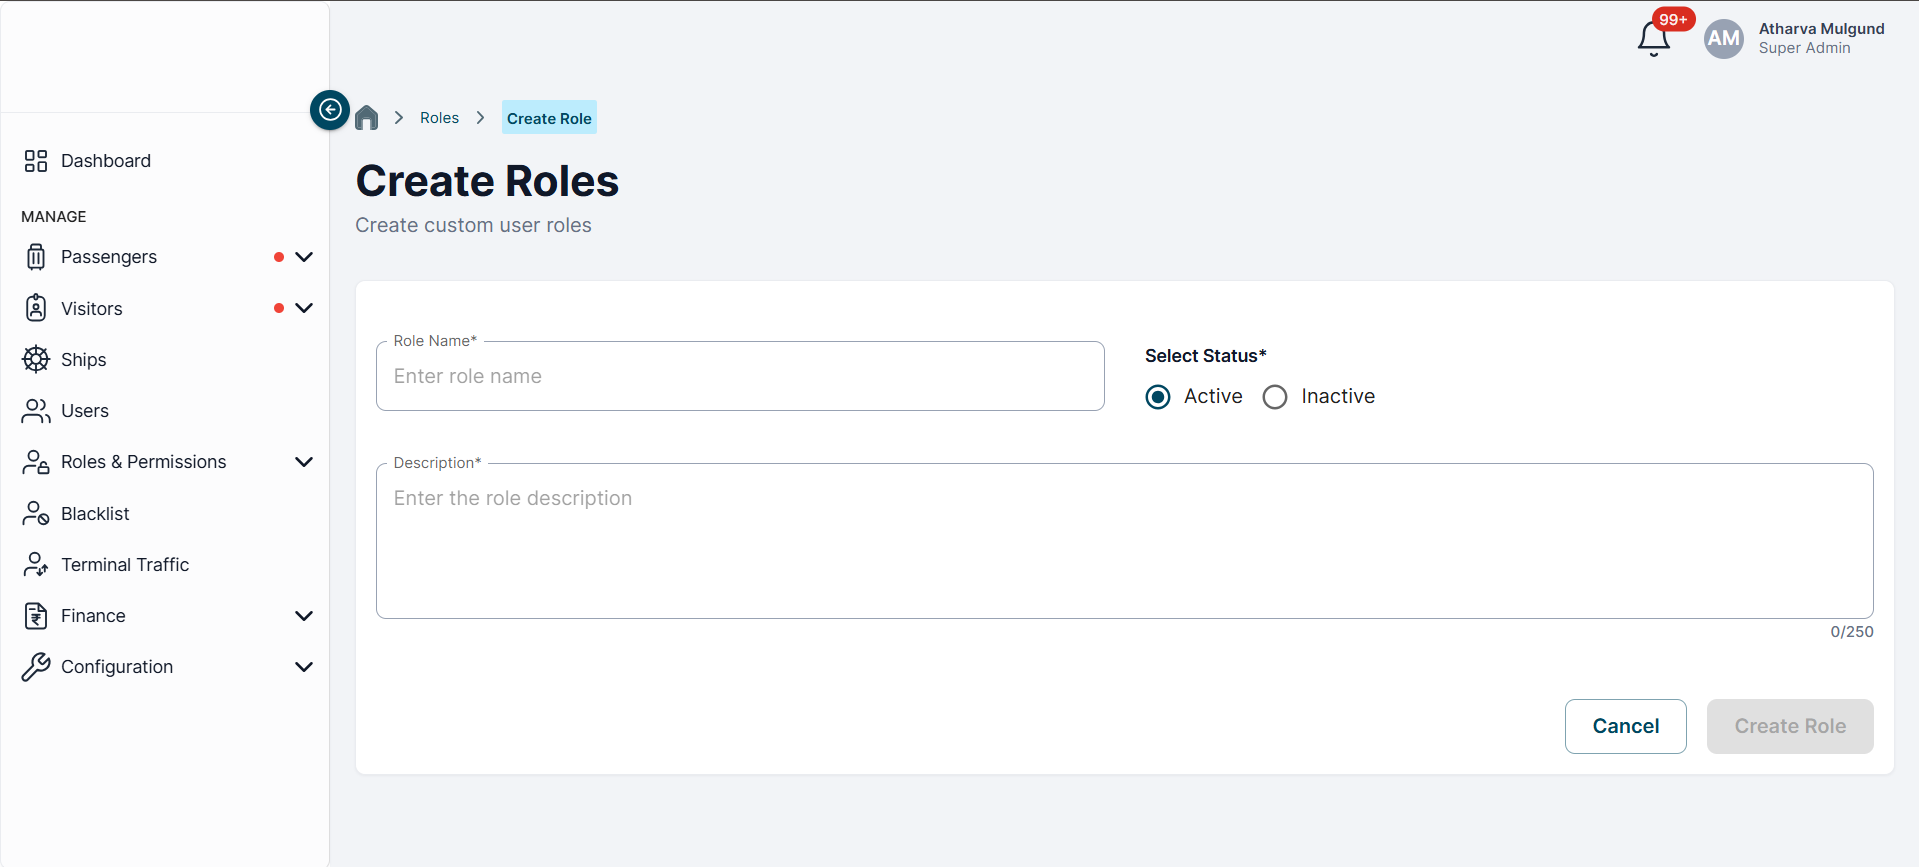 99+
AM
Atharva Mulgund
Super Admin
Roles
Create Role
Dashboard
MANAGE
Passengers
Visitors
Ships
Users
Roles & Permissions
Blacklist
Terminal Traffic
Finance
Configuration
Create Roles
Create custom user roles
Role Name*
Enter role name
Select Status*
Active
Inactive
Description*
Enter the role description
0/250
Cancel
Create Role